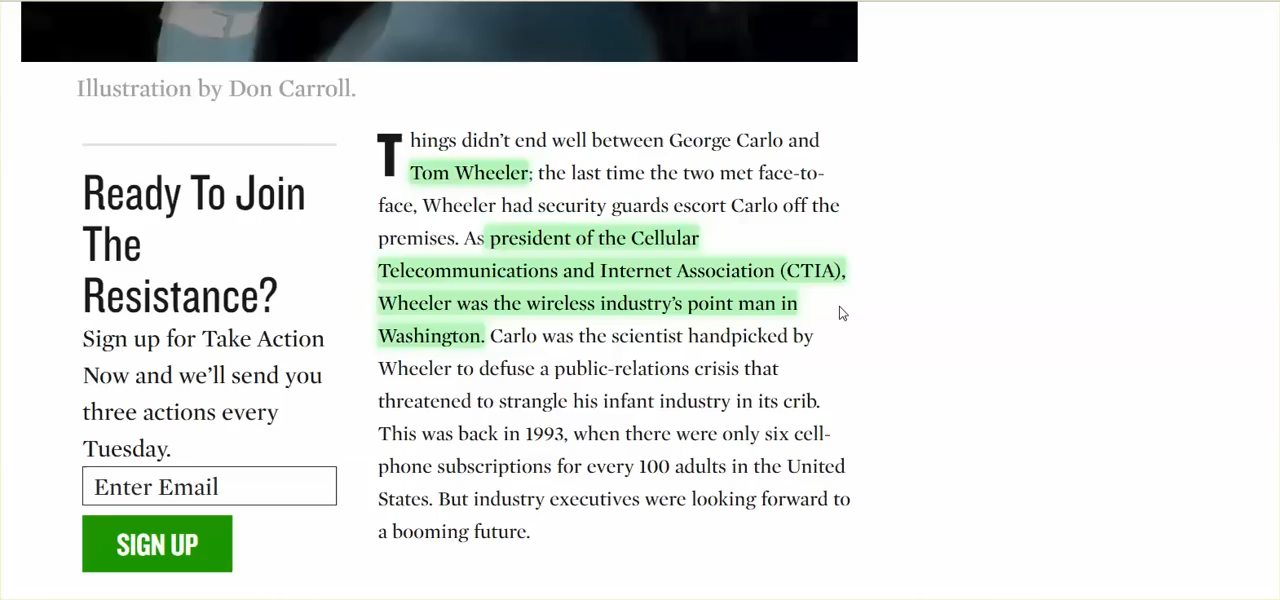 Illustration by Don Carroll.
Ready To Join
The
Resistance?
Sign up for Take Action
Now and we'll send you
three actions every
Tuesday.
Enter Email
SIGN UP
Things didn't end well between George Carlo and
Tom Wheeler; the last time the two met face-to-
face, Wheeler had security guards escort Carlo off the
premises. As president of the Cellular
Telecommunications and Internet Association (CTIA),
Wheeler was the wireless industry's point man in
Washington. Carlo was the scientist handpicked by
Wheeler to defuse a public-relations crisis that
threatened to strangle his infant industry in its crib.
This was back in 1993, when there were only six cell-
phone subscriptions for every 100 adults in the United
States. But industry executives were looking forward to
a booming future.